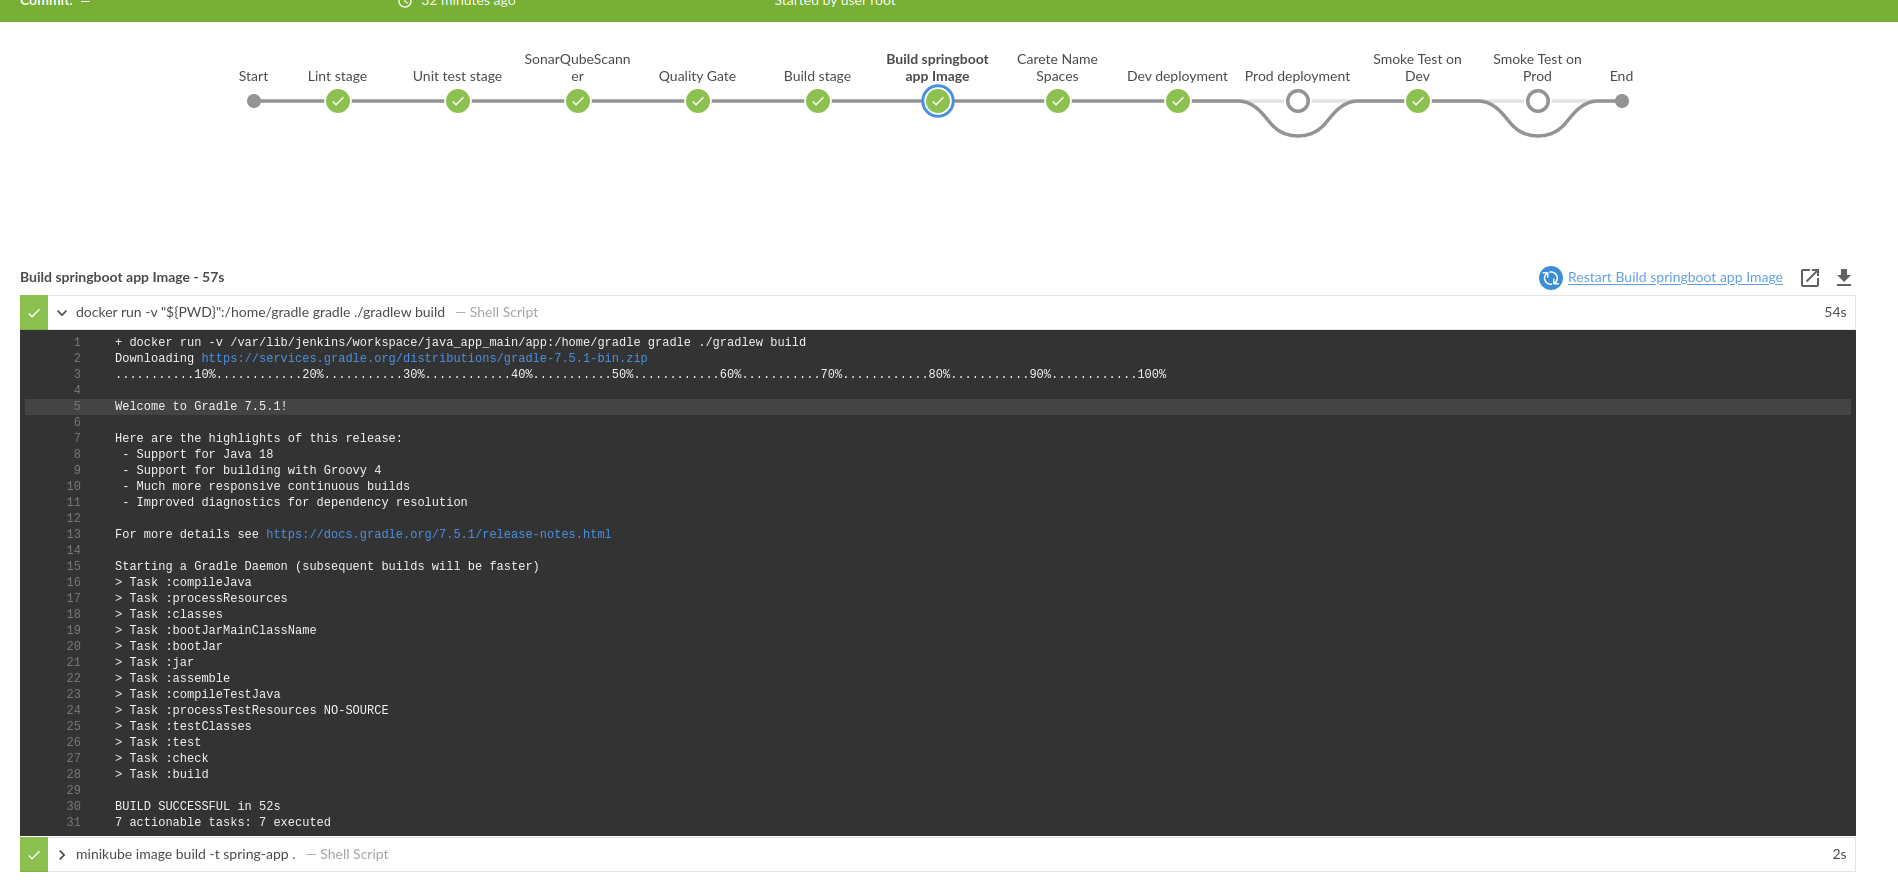 Commit: —
32 minutes ago
Started by user root
Start
Lint stage
Unit test stage
SonarQubeScann
er
Quality Gate
Build stage
Build springboot
app Image
Carete Name
Spaces
Dev deployment
Prod deployment
Smoke Test on
Dev
Smoke Test on
Prod
End
Build springboot app Image - 57s
Restart Build springboot app Image
docker run -v "${PWD}":/home/gradle gradle ./gradlew build — Shell Script
54s
1 + docker run -v /var/lib/jenkins/workspace/java_app_main/app:/home/gradle gradle ./gradlew build
2 Downloading https://services.gradle.org/distributions/gradle-7.5.1-bin.zip
3 ...........10%............20%...........30%............40%...........50%............60%...........70%............80%...........90%............100%
4
5 Welcome to Gradle 7.5.1!
6
7 Here are the highlights of this release:
8 - Support for Java 18
9 - Support for building with Groovy 4
10 - Much more responsive continuous builds
11 - Improved diagnostics for dependency resolution
12
13 For more details see https://docs.gradle.org/7.5.1/release-notes.html
14
15 Starting a Gradle Daemon (subsequent builds will be faster)
16 > Task :compileJava
17 > Task :processResources
18 > Task :classes
19 > Task :bootJarMainClassName
20 > Task :bootJar
21 > Task :jar
22 > Task :assemble
23 > Task :compileTestJava
24 > Task :processTestResources NO-SOURCE
25 > Task :testClasses
26 > Task :test
27 > Task :check
28 > Task :build
29
30 BUILD SUCCESSFUL in 52s
31 7 actionable tasks: 7 executed
minikube image build -t spring-app . — Shell Script
2s